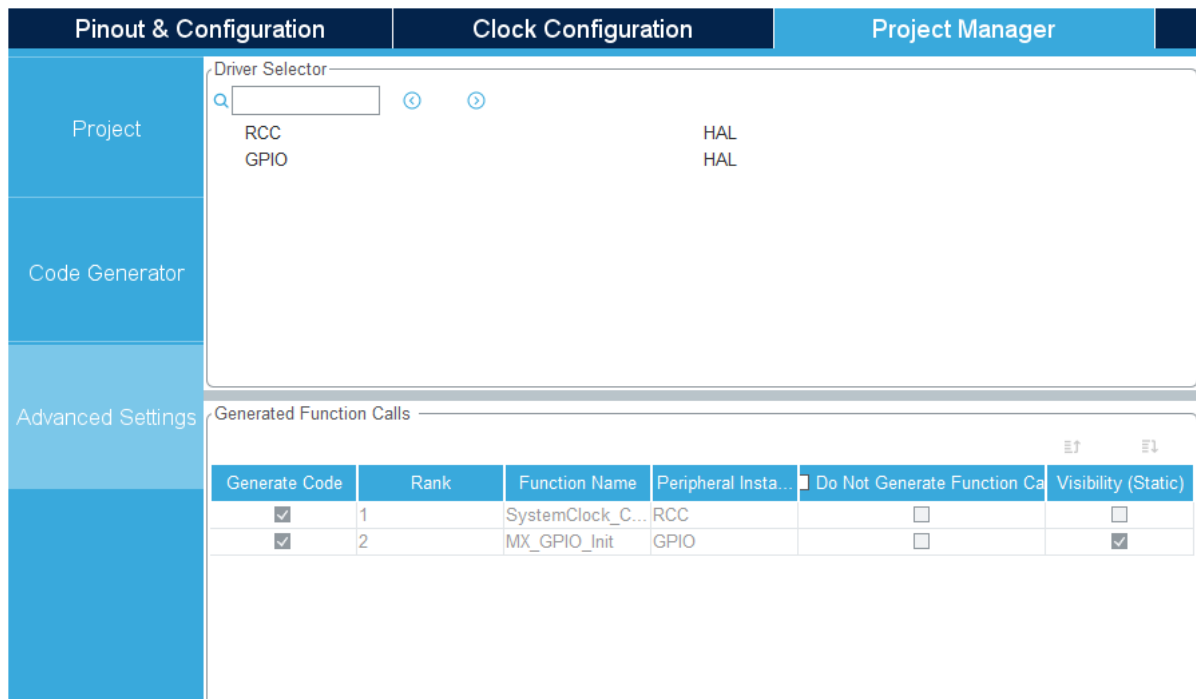 Pinout & Configuration
Clock Configuration
Project Manager
Project
Code Generator
Advanced Settings
Driver Selector
RCC HAL
GPIO HAL
Generated Function Calls
Generate Code Rank Function Name Peripheral Insta... Do Not Generate Function Ca Visibility (Static)
1 SystemClock_C... RCC
2 MX_GPIO_Init GPIO